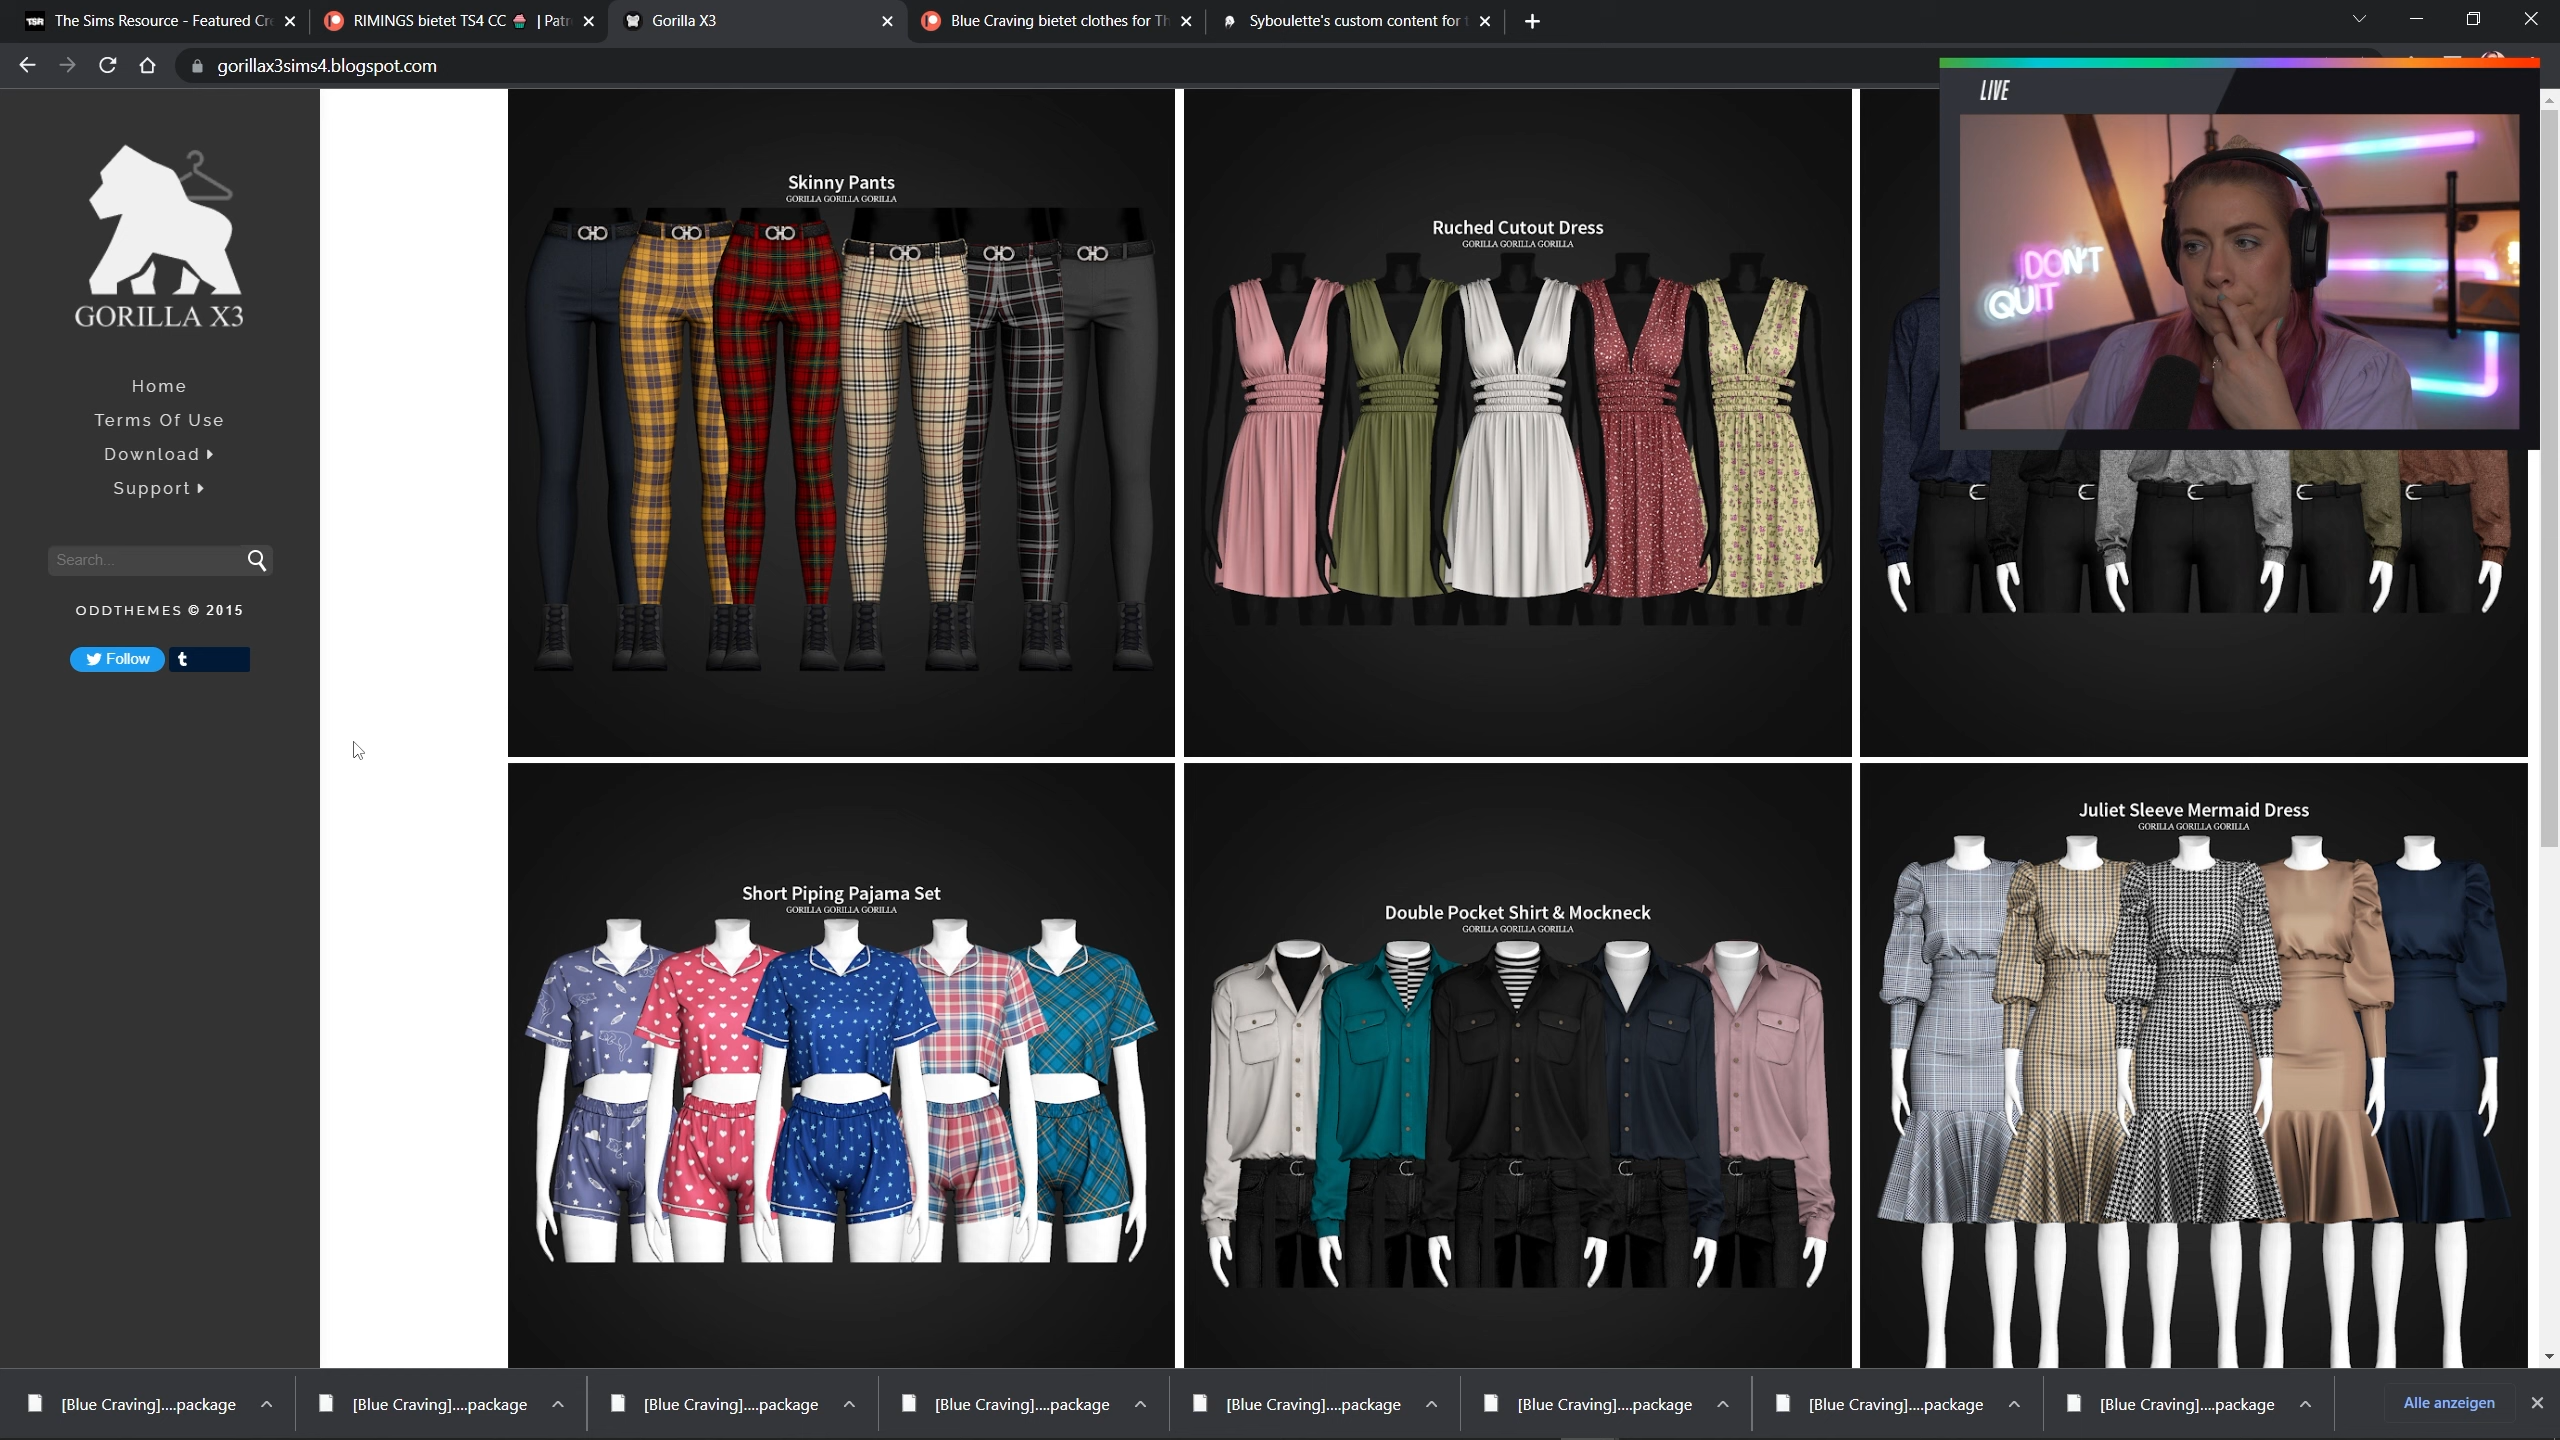 TSR The Sims Resource - Featured Cr
RIMINGS bietet TS4 CC 🧁 | Patr
Gorilla X3
Blue Craving bietet clothes for Th
Syboulette's custom content for t
gorillax3sims4.blogspot.com
LIVE
DON'T
QUIT
GORILLA X3
Home
Terms Of Use
Download
Support
Search...
ODDTHEMES © 2015
Follow
t
Skinny Pants
GORILLA GORILLA GORILLA
Ruched Cutout Dress
GORILLA GORILLA GORILLA
Short Piping Pajama Set
GORILLA GORILLA GORILLA
Double Pocket Shirt & Mockneck
GORILLA GORILLA GORILLA
Juliet Sleeve Mermaid Dress
GORILLA GORILLA GORILLA
[Blue Craving]....package
[Blue Craving]....package
[Blue Craving]....package
[Blue Craving]....package
[Blue Craving]....package
[Blue Craving]....package
[Blue Craving]....package
[Blue Craving]....package
Alle anzeigen